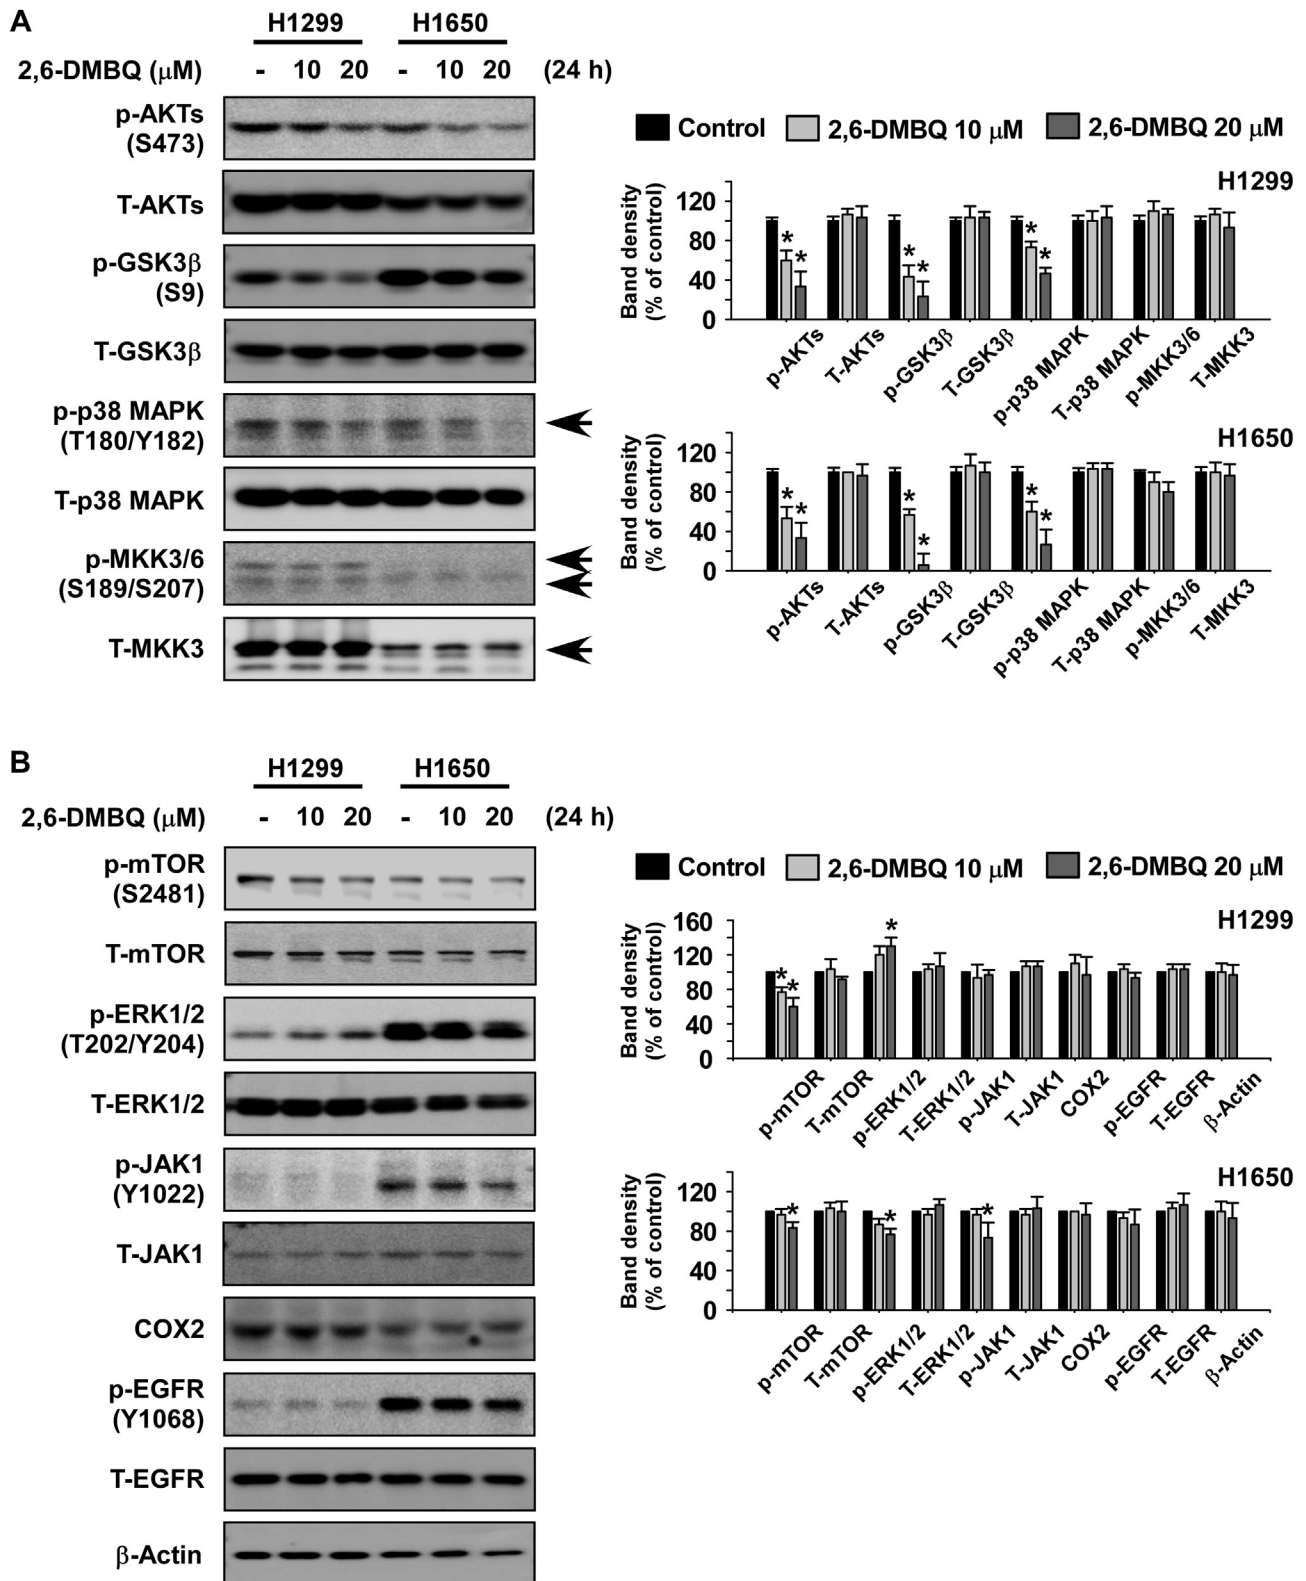 A
H1299 H1650
2,6-DMBQ (μM) - 10 20 - 10 20 (24 h)
p-AKTs
(S473)
T-AKTs
p-GSK3β
(S9)
T-GSK3β
p-p38 MAPK
(T180/Y182)
T-p38 MAPK
p-MKK3/6
(S189/S207)
T-MKK3
Control 2,6-DMBQ 10 μM 2,6-DMBQ 20 μM
H1299
Band density
(% of control)
120
80
40
0
* * * * * *
p-AKTs T-AKTs p-GSK3β T-GSK3β p-p38 MAPK T-p38 MAPK p-MKK3/6 T-MKK3
H1650
Band density
(% of control)
120
80
40
0
* * * * * *
p-AKTs T-AKTs p-GSK3β T-GSK3β p-p38 MAPK T-p38 MAPK p-MKK3/6 T-MKK3
B
H1299 H1650
2,6-DMBQ (μM) - 10 20 - 10 20 (24 h)
p-mTOR
(S2481)
T-mTOR
p-ERK1/2
(T202/Y204)
T-ERK1/2
p-JAK1
(Y1022)
T-JAK1
COX2
p-EGFR
(Y1068)
T-EGFR
β-Actin
Control 2,6-DMBQ 10 μM 2,6-DMBQ 20 μM
H1299
Band density
(% of control)
160
120
80
40
0
* * *
p-mTOR T-mTOR p-ERK1/2 T-ERK1/2 p-JAK1 T-JAK1 COX2 p-EGFR T-EGFR β-Actin
H1650
Band density
(% of control)
120
80
40
0
* * *
p-mTOR T-mTOR p-ERK1/2 T-ERK1/2 p-JAK1 T-JAK1 COX2 p-EGFR T-EGFR β-Actin